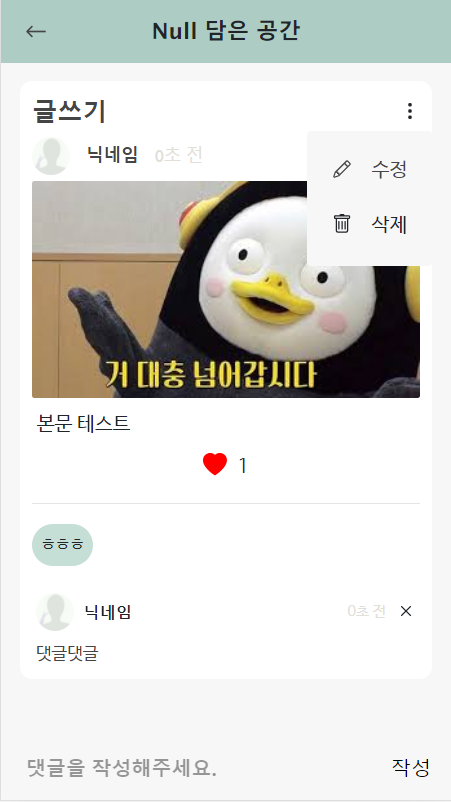 Null 담은 공간
글쓰기
닉네임 0초 전
수정
삭제
거 대충 넘어갑시다
본문 테스트
1
ㅎㅎㅎ
닉네임 0초 전
댓글댓글
댓글을 작성해주세요. 작성